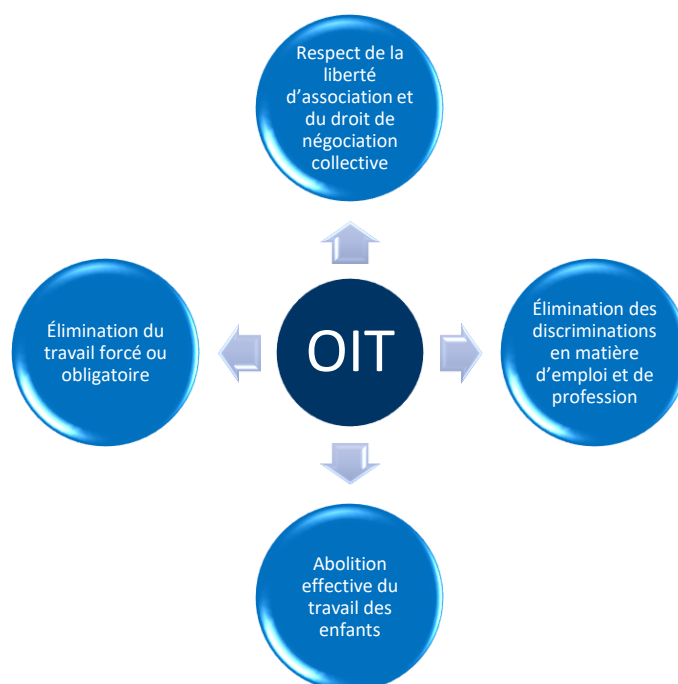 Respect de la
liberté
d’association et
du droit de
négociation
collective
Élimination du
travail forcé ou
obligatoire
OIT
Élimination des
discriminations
en matière
d’emploi et de
profession
Abolition
effective du
travail des
enfants